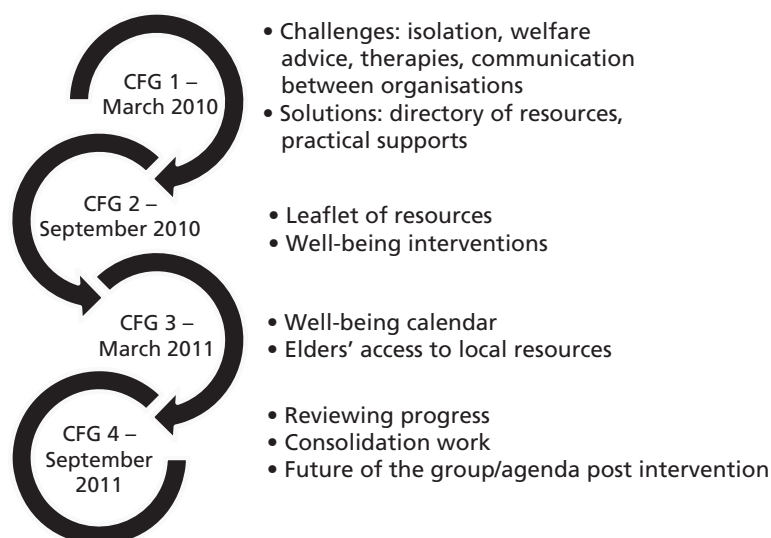 CFG 1 –
March 2010
• Challenges: isolation, welfare
advice, therapies, communication
between organisations
• Solutions: directory of resources,
practical supports
CFG 2 –
September 2010
• Leaflet of resources
• Well-being interventions
CFG 3 –
March 2011
• Well-being calendar
• Elders’ access to local resources
CFG 4 –
September
2011
• Reviewing progress
• Consolidation work
• Future of the group/agenda post intervention